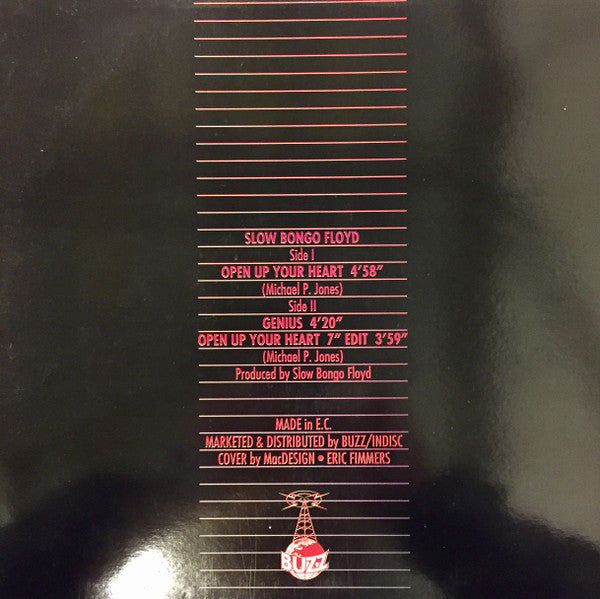 SLOW BONGO FLOYD
Side I
OPEN UP YOUR HEART 4'58"
(Michael P. Jones)
Side II
GENIUS 4'20"
OPEN UP YOUR HEART 7" EDIT 3'59"
(Michael P. Jones)
Produced by Slow Bongo Floyd
MADE in E.C.
MARKETED & DISTRIBUTED by BUZZ/INDISC
COVER by MacDESIGN • ERIC FIMMERS
BUZZ